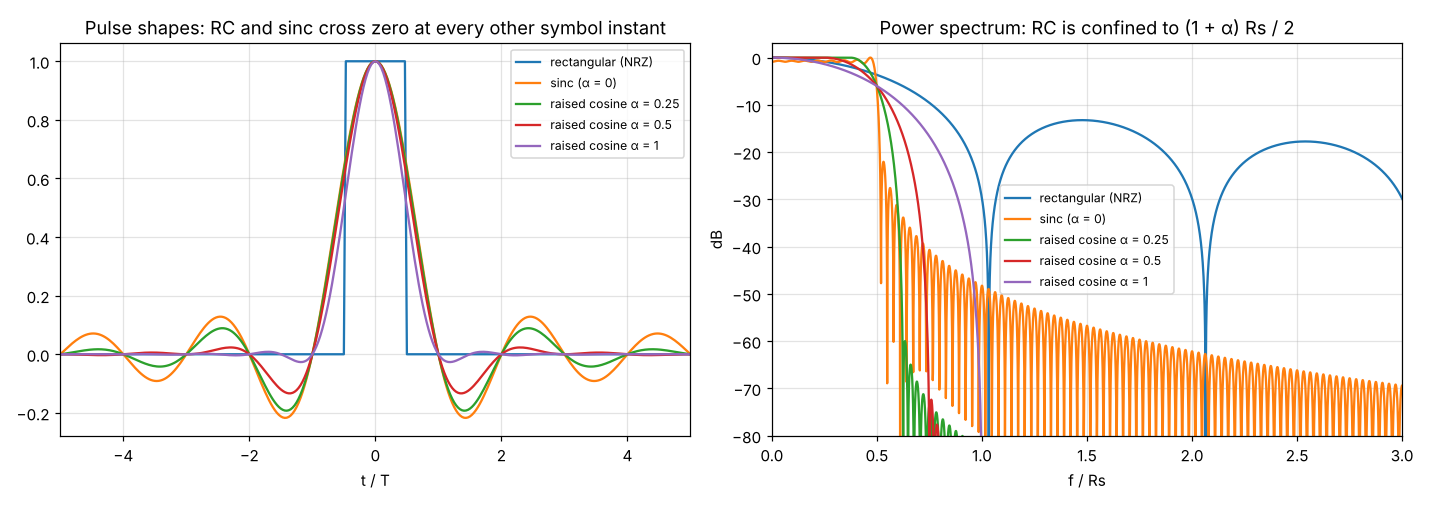 Pulse shapes: RC and sinc cross zero at every other symbol instant
1.0
0.8
0.6
0.4
0.2
0.0
−0.2
−4
−2
0
2
4
t / T
rectangular (NRZ)
sinc (α = 0)
raised cosine α = 0.25
raised cosine α = 0.5
raised cosine α = 1
Power spectrum: RC is confined to (1 + α) Rs / 2
dB
0
−10
−20
−30
−40
−50
−60
−70
−80
0.0
0.5
1.0
1.5
2.0
2.5
3.0
f / Rs
rectangular (NRZ)
sinc (α = 0)
raised cosine α = 0.25
raised cosine α = 0.5
raised cosine α = 1